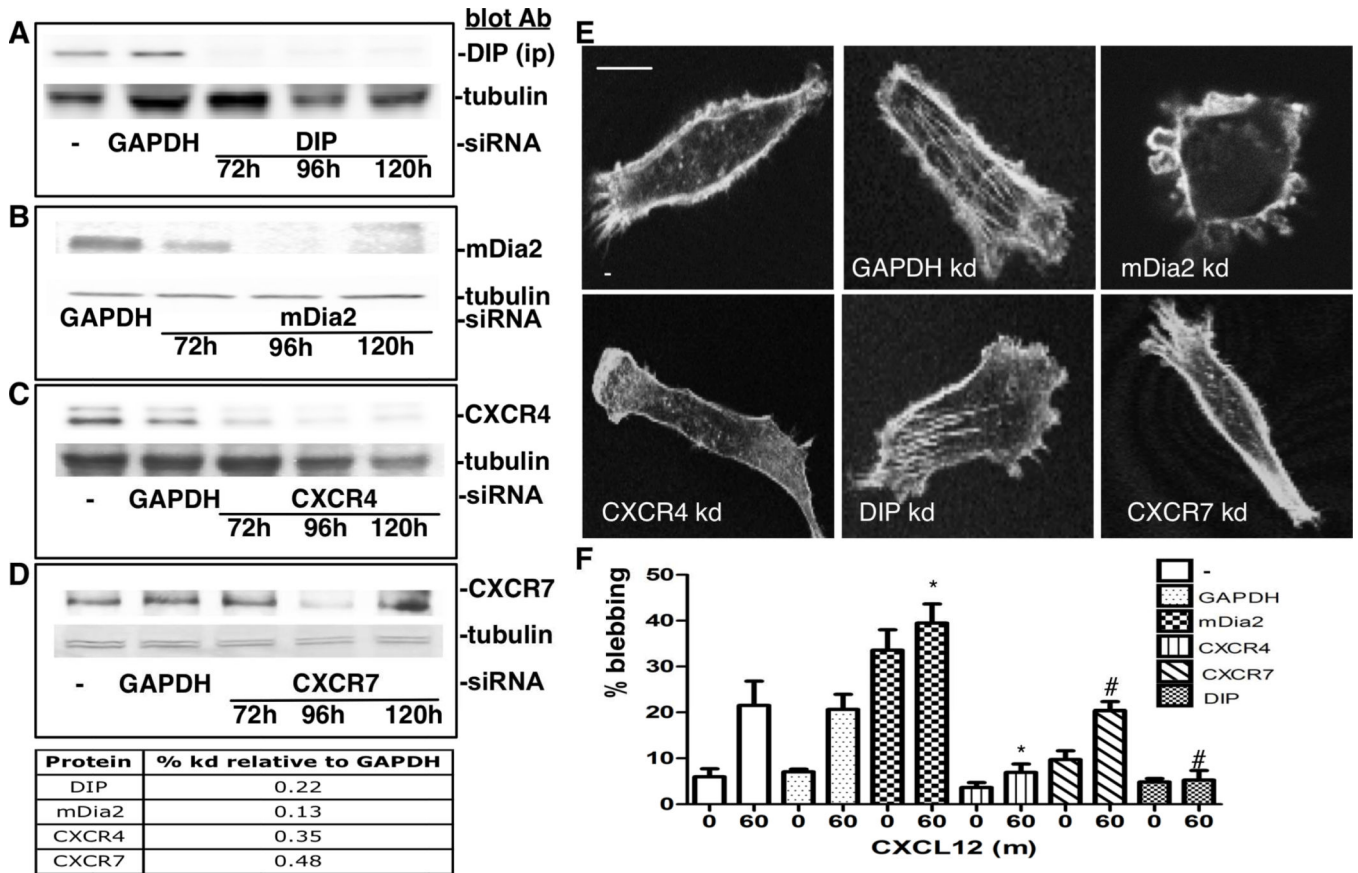 A
blot Ab
-DIP (ip)
-tubulin
- GAPDH DIP -siRNA
72h 96h 120h
B
-mDia2
-tubulin
GAPDH mDia2 -siRNA
72h 96h 120h
C
-CXCR4
-tubulin
- GAPDH CXCR4 -siRNA
72h 96h 120h
D
-CXCR7
-tubulin
- GAPDH CXCR7 -siRNA
72h 96h 120h
Protein % kd relative to GAPDH
DIP 0.22
mDia2 0.13
CXCR4 0.35
CXCR7 0.48
E
- GAPDH kd mDia2 kd
CXCR4 kd DIP kd CXCR7 kd
F
% blebbing
50
40
30
20
10
0
* * # #
0 60 0 60 0 60 0 60 0 60 0 60
CXCL12 (m)
-
GAPDH
mDia2
CXCR4
CXCR7
DIP